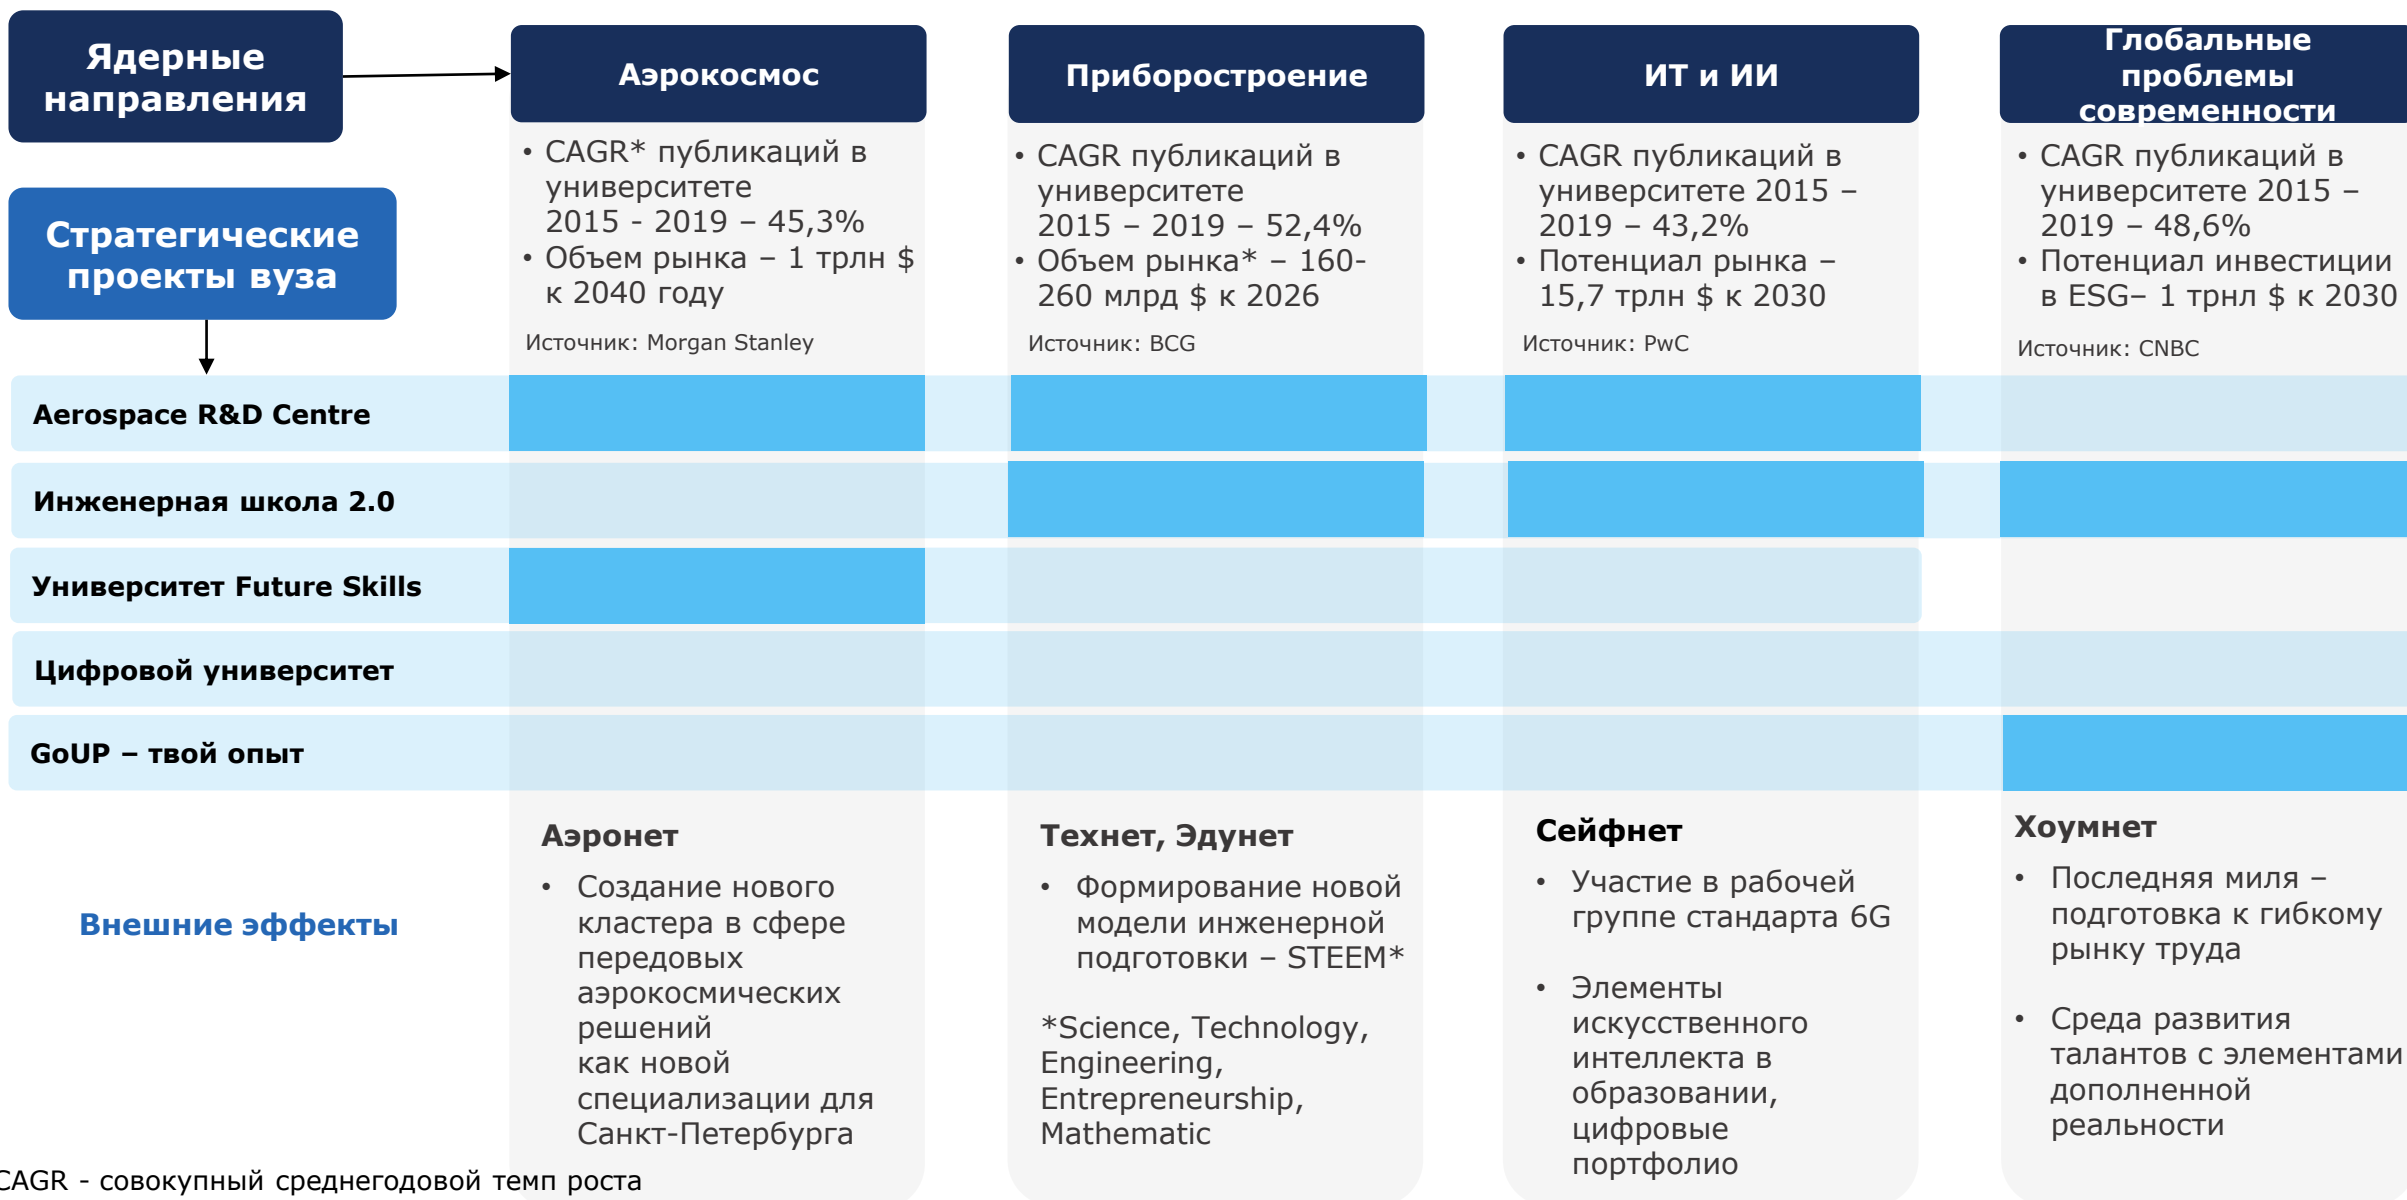 Ядерные
направления
Аэрокосмос
Приборостроение
ИТ и ИИ
Глобальные
проблемы
современности
Стратегические
проекты вуза
• CAGR* публикаций в
университете
2015 - 2019 – 45,3%
• Объем рынка – 1 трлн $
к 2040 году
Источник: Morgan Stanley
• CAGR публикаций в
университете
2015 – 2019 – 52,4%
• Объем рынка* – 160-
260 млрд $ к 2026
Источник: BCG
• CAGR публикаций в
университете 2015 –
2019 – 43,2%
• Потенциал рынка –
15,7 трлн $ к 2030
Источник: PwC
• CAGR публикаций в
университете 2015 –
2019 – 48,6%
• Потенциал инвестиции
в ESG– 1 трнл $ к 2030
Источник: CNBC
Aerospace R&D Centre
Инженерная школа 2.0
Университет Future Skills
Цифровой университет
GoUP – твой опыт
Внешние эффекты
Аэронет
• Создание нового
кластера в сфере
передовых
аэрокосмических
решений
как новой
специализации для
Санкт-Петербурга
Технет, Эдунет
• Формирование новой
модели инженерной
подготовки – STEEM*
*Science, Technology,
Engineering,
Entrepreneurship,
Mathematic
Сейфнет
• Участие в рабочей
группе стандарта 6G
• Элементы
искусственного
интеллекта в
образовании,
цифровые
портфолио
Хоумнет
• Последняя миля –
подготовка к гибкому
рынку труда
• Среда развития
талантов с элементами
дополненной
реальности
CAGR - совокупный среднегодовой темп роста